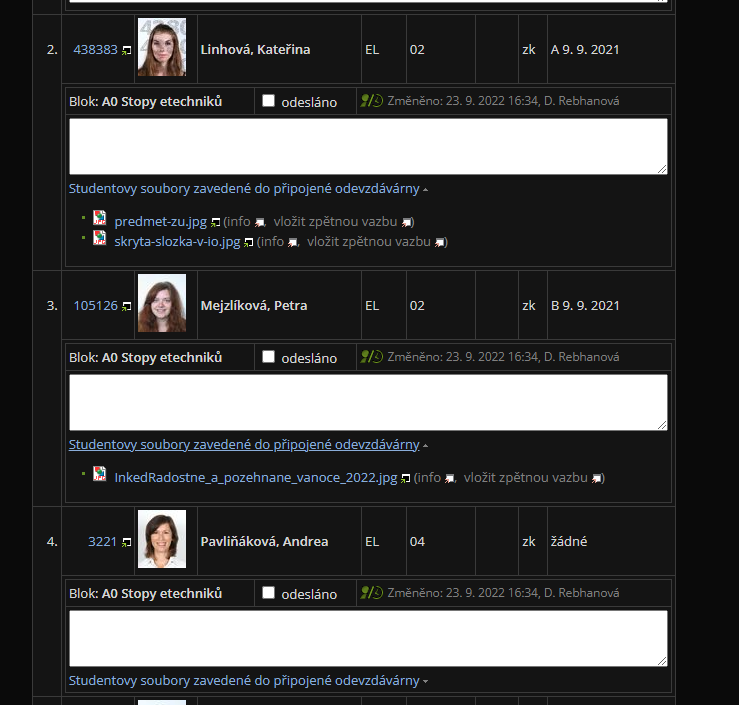 2. 438383 Linhová, Kateřina EL 02 zk A 9. 9. 2021
Blok: A0 Stopy etechniků odesláno Změněno: 23. 9. 2022 16:34, D. Rebhanová
Studentovy soubory zavedené do připojené odevzdávárny
predmet-zu.jpg (info , vložit zpětnou vazbu )
skryta-slozka-v-io.jpg (info , vložit zpětnou vazbu )
3. 105126 Mejzlíková, Petra EL 02 zk B 9. 9. 2021
Blok: A0 Stopy etechniků odesláno Změněno: 23. 9. 2022 16:34, D. Rebhanová
Studentovy soubory zavedené do připojené odevzdávárny
InkedRadostne_a_pozehnane_vanoce_2022.jpg (info , vložit zpětnou vazbu )
4. 3221 Pavliňáková, Andrea EL 04 zk žádné
Blok: A0 Stopy etechniků odesláno Změněno: 23. 9. 2022 16:34, D. Rebhanová
Studentovy soubory zavedené do připojené odevzdávárny